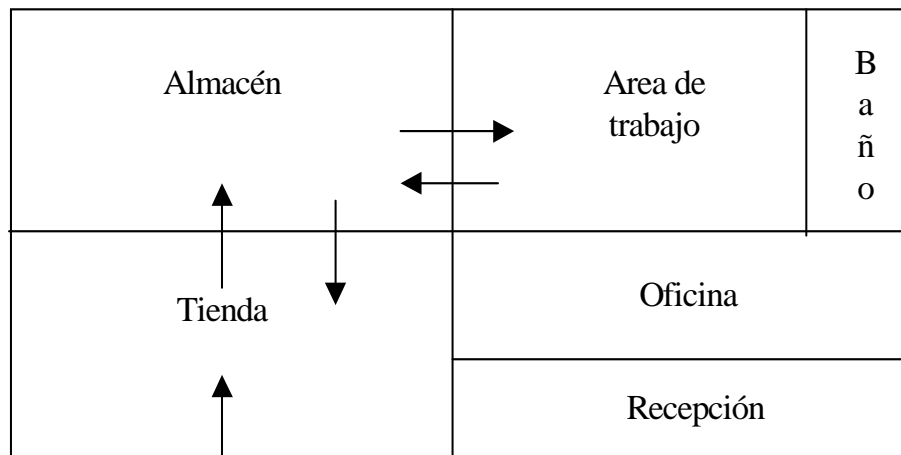 Almacén
Area de
trabajo
B
a
ñ
o
Tienda
Oficina
Recepción